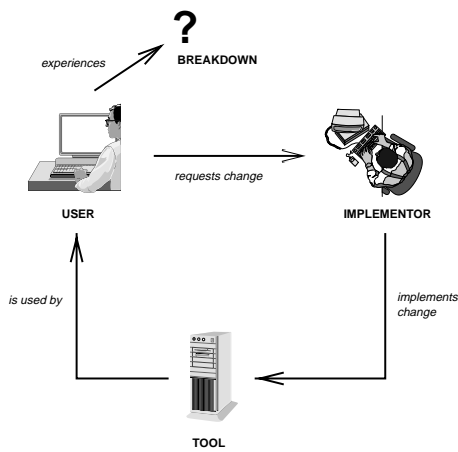 ?
experiences
BREAKDOWN
requests change
USER
IMPLEMENTOR
is used by
implements
change
TOOL